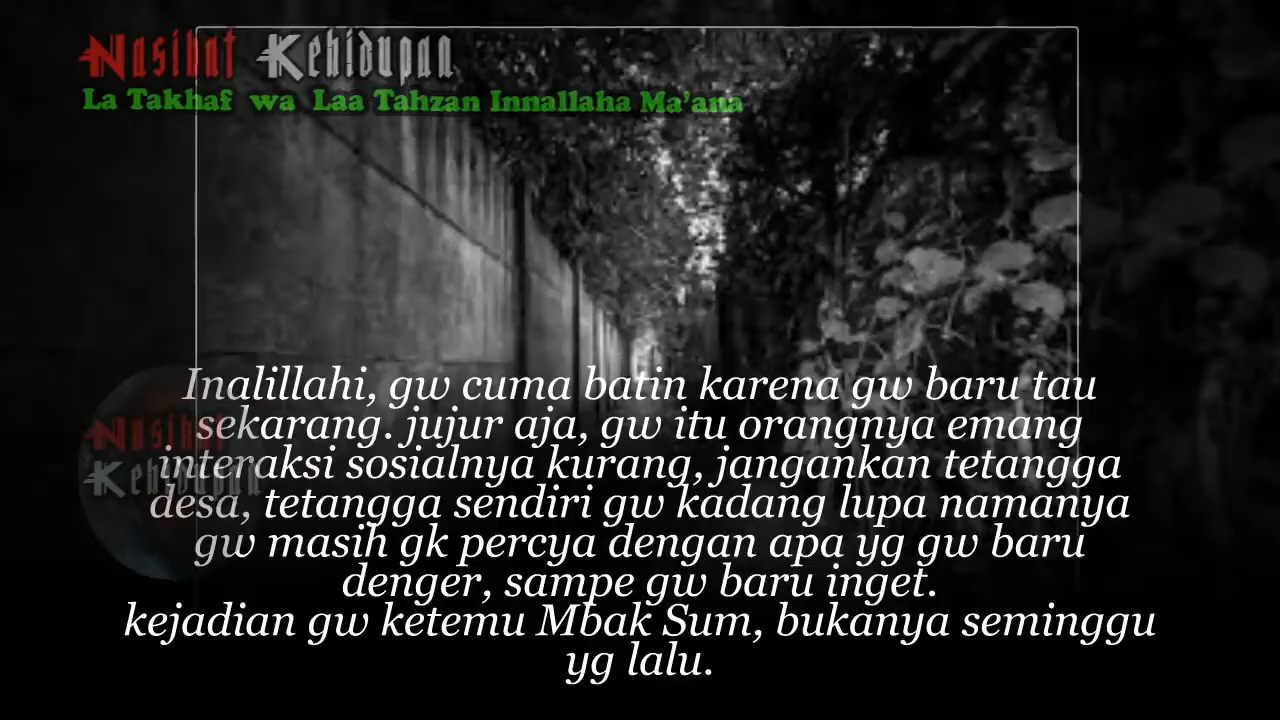 Nasihat Kehidupan
La Takhaf wa Laa Tahzan Innallaha Ma'ana
Inalillahi, gw cuma batin karena gw baru tau
sekarang. jujur aja, gw itu orangnya emang
interaksi sosialnya kurang, jangankan tetangga
desa, tetangga sendiri gw kadang lupa namanya
gw masih gk percya dengan apa yg gw baru
denger, sampe gw baru inget.
kejadian gw ketemu Mbak Sum, bukanya seminggu
yg lalu.
Nasihat
Kehidupan